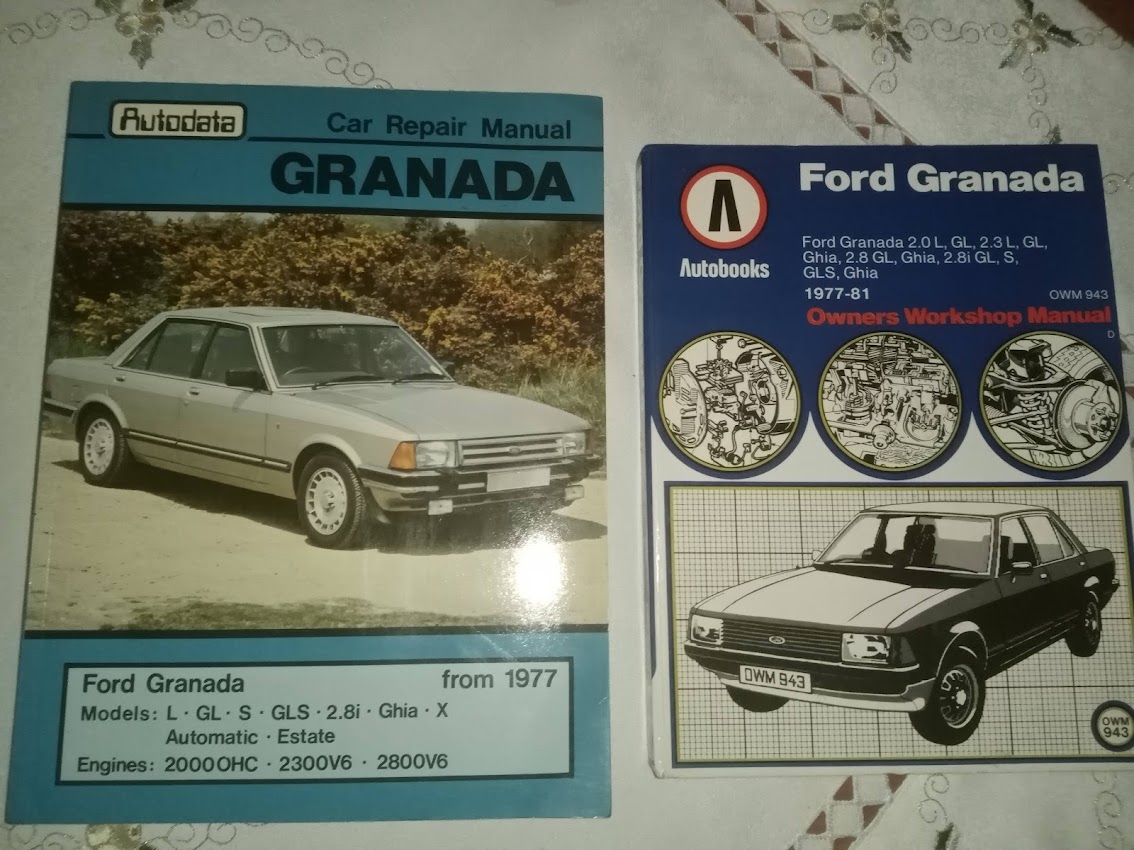 Autodata
Car Repair Manual
GRANADA
Ford Granada
from 1977
Models: L · GL · S · GLS · 2.8i · Ghia · X
Automatic · Estate
Engines: 2000OHC · 2300V6 · 2800V6
Autobooks
Ford Granada
Ford Granada 2.0 L, GL, 2.3 L, GL,
Ghia, 2.8 GL, Ghia, 2.8i GL, S,
GLS, Ghia
1977-81
OWM 943
Owners Workshop Manual
D
OWM 943
OWM
943